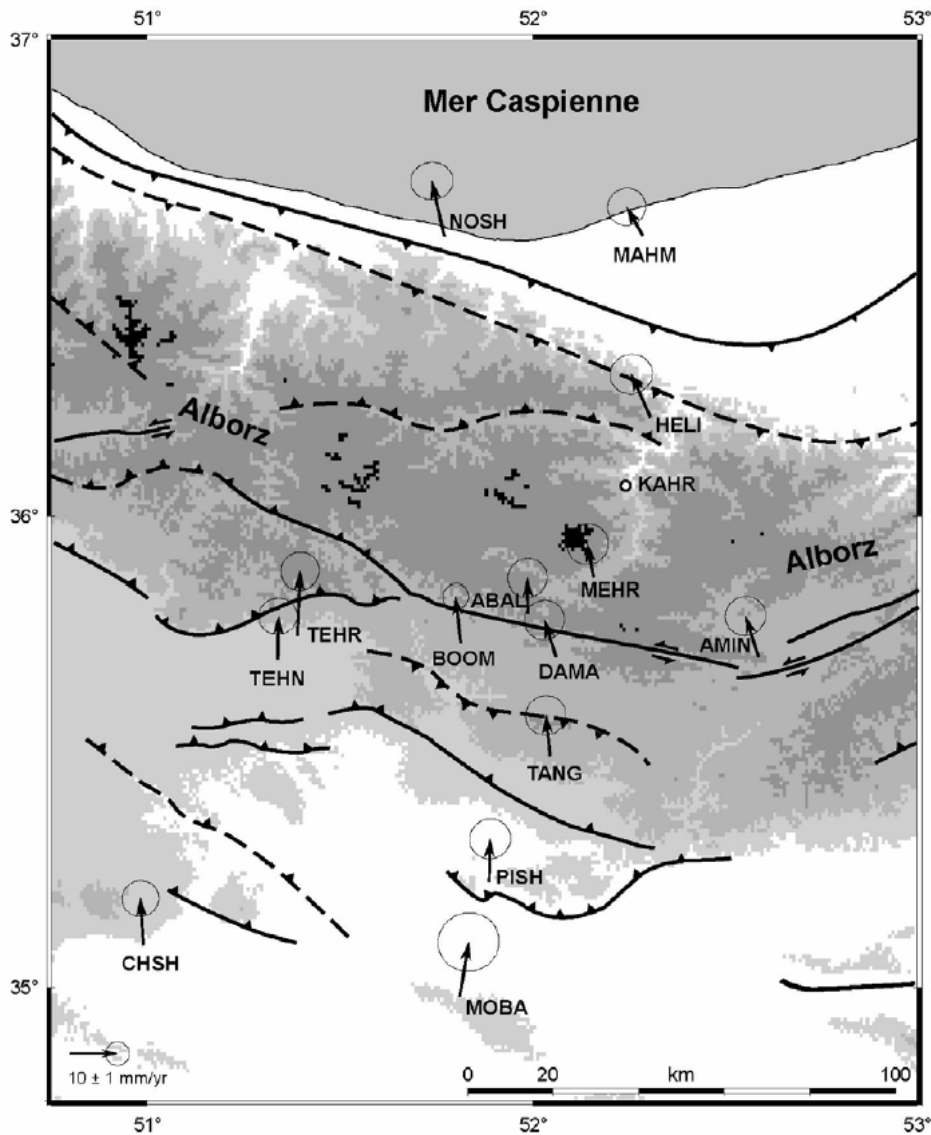 51°
52°
53°
37°
Mer Caspienne
NOSH
MAHM
Alborz
HELI
KAHR
36°
Alborz
MEHR
ABAL
AMIN
TEHR
BOOM
DAMA
TEHN
TANG
PISH
CHSH
35°
MOBA
10 ± 1 mm/yr
0 20 km 100
51°
52°
53°